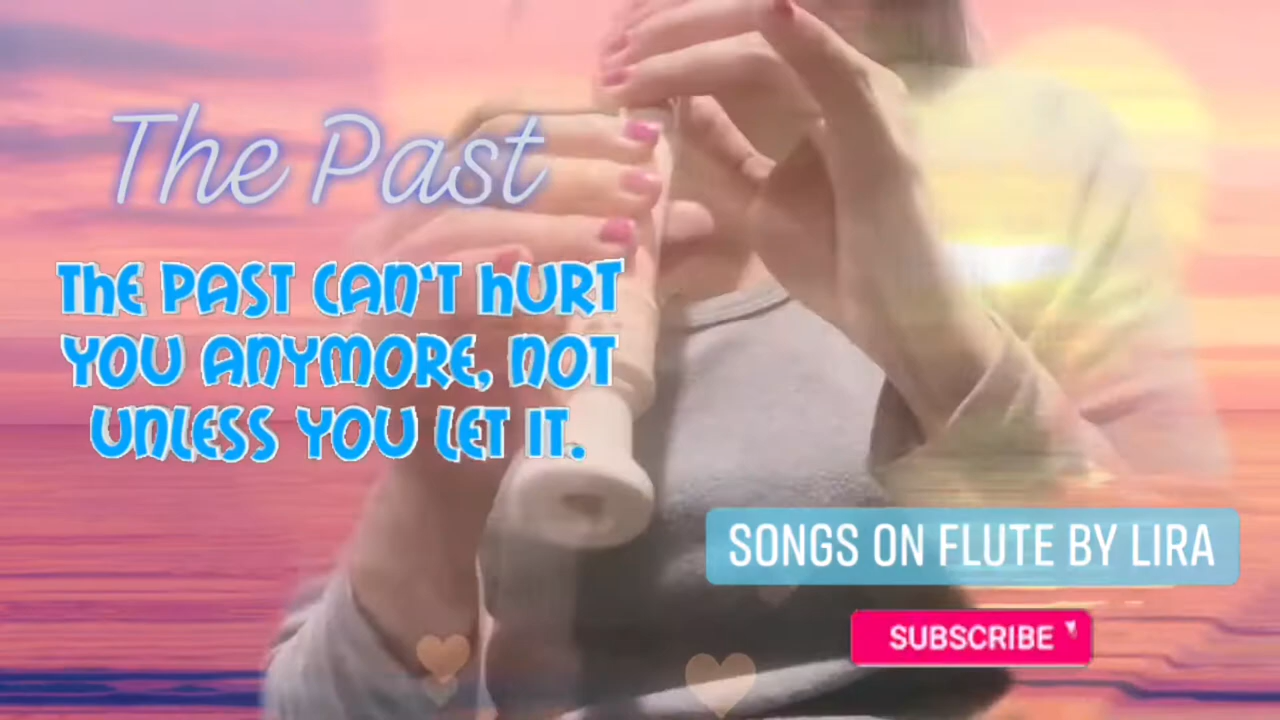 The Past
THE PAST CAN'T HURT
YOU ANYMORE, NOT
UNLESS YOU LET IT.
SONGS ON FLUTE BY LIRA
SUBSCRIBE